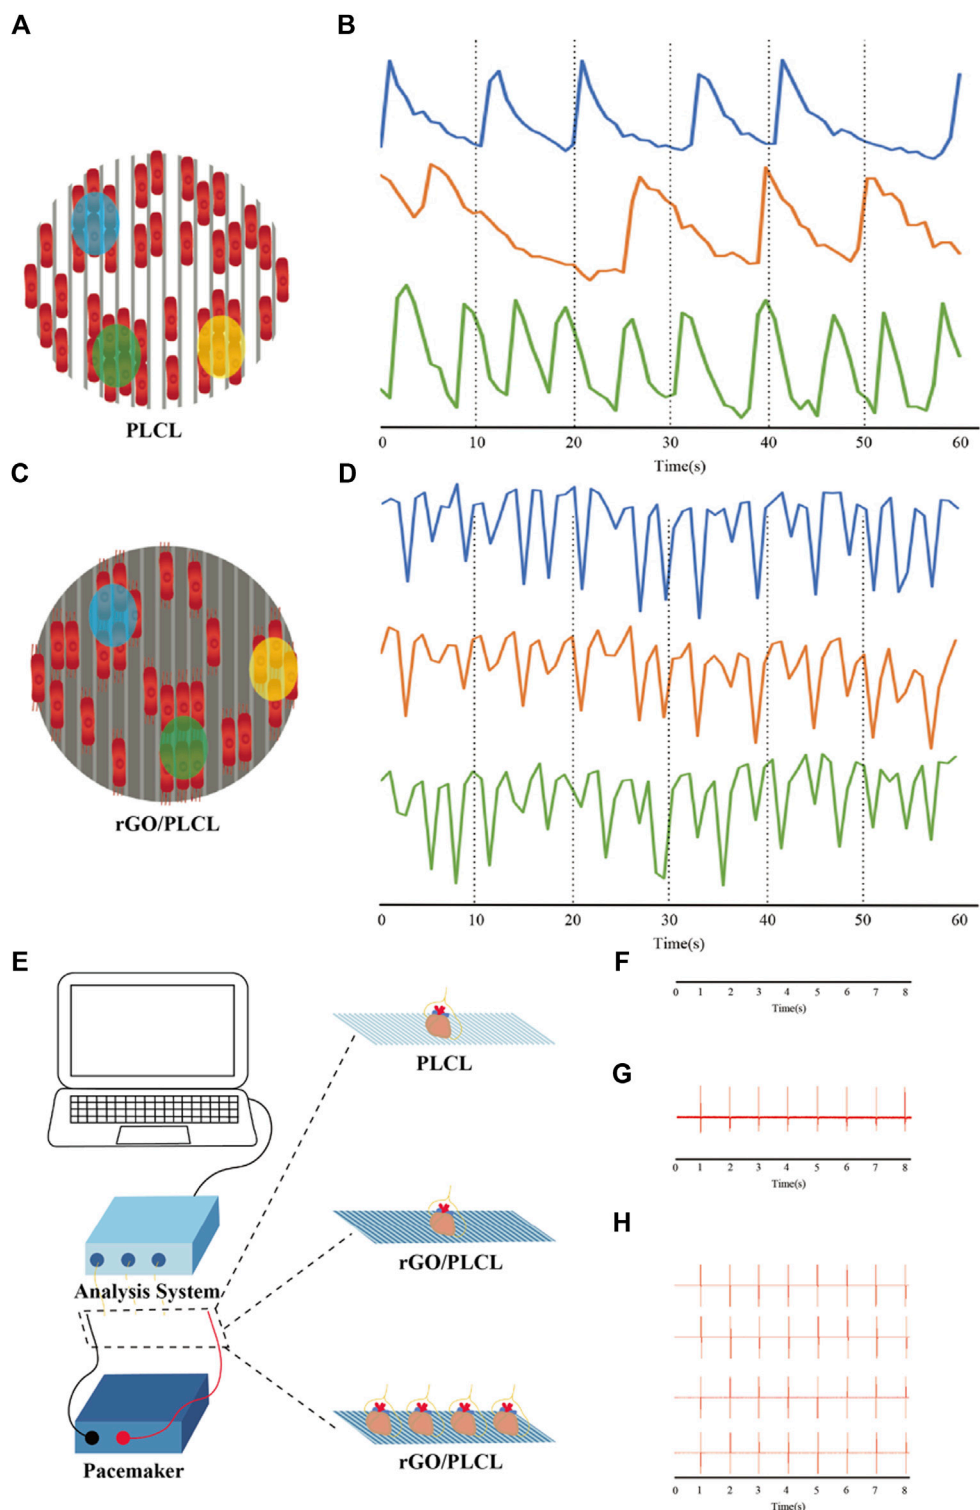 A
B
PLCL
0 10 20 30 40 50 60
Time(s)
C
D
rGO/PLCL
0 10 20 30 40 50 60
Time(s)
E
F
0 1 2 3 4 5 6 7 8
Time(s)
PLCL
G
0 1 2 3 4 5 6 7 8
Time(s)
H
rGO/PLCL
Analysis System
rGO/PLCL
Pacemaker
0 1 2 3 4 5 6 7 8
Time(s)